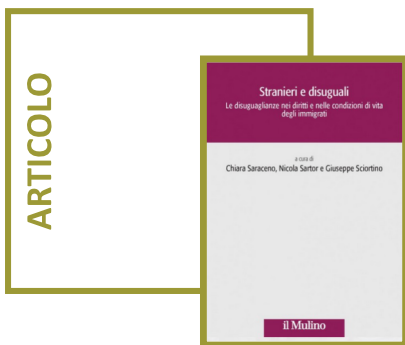 ARTICOLO
Stranieri e disuguali
Le disuguaglianze nei diritti e nelle condizioni di vita
degli immigrati
a cura di
Chiara Saraceno, Nicola Sartor e Giuseppe Sciortino
il Mulino